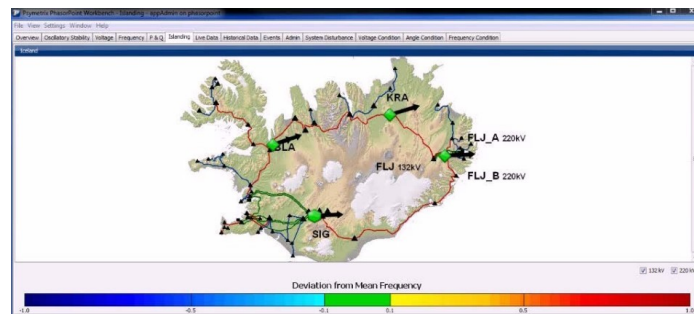 Psymetrix PhasorPoint Workbench - Islanding - appAdmin on phasorpoint
File View Settings Window Help
Overview Oscillatory Stability Voltage Frequency P & Q Islanding Live Data Historical Data Events Admin System Disturbance Voltage Condition Angle Condition Frequency Condition
Iceland
KRA
BLA
FLJ_A 220kV
FLJ 132kV
FLJ_B 220kV
SIG
132kV 220kV
Deviation from Mean Frequency
-1.0 -0.5 -0.1 0.1 0.5 1.0